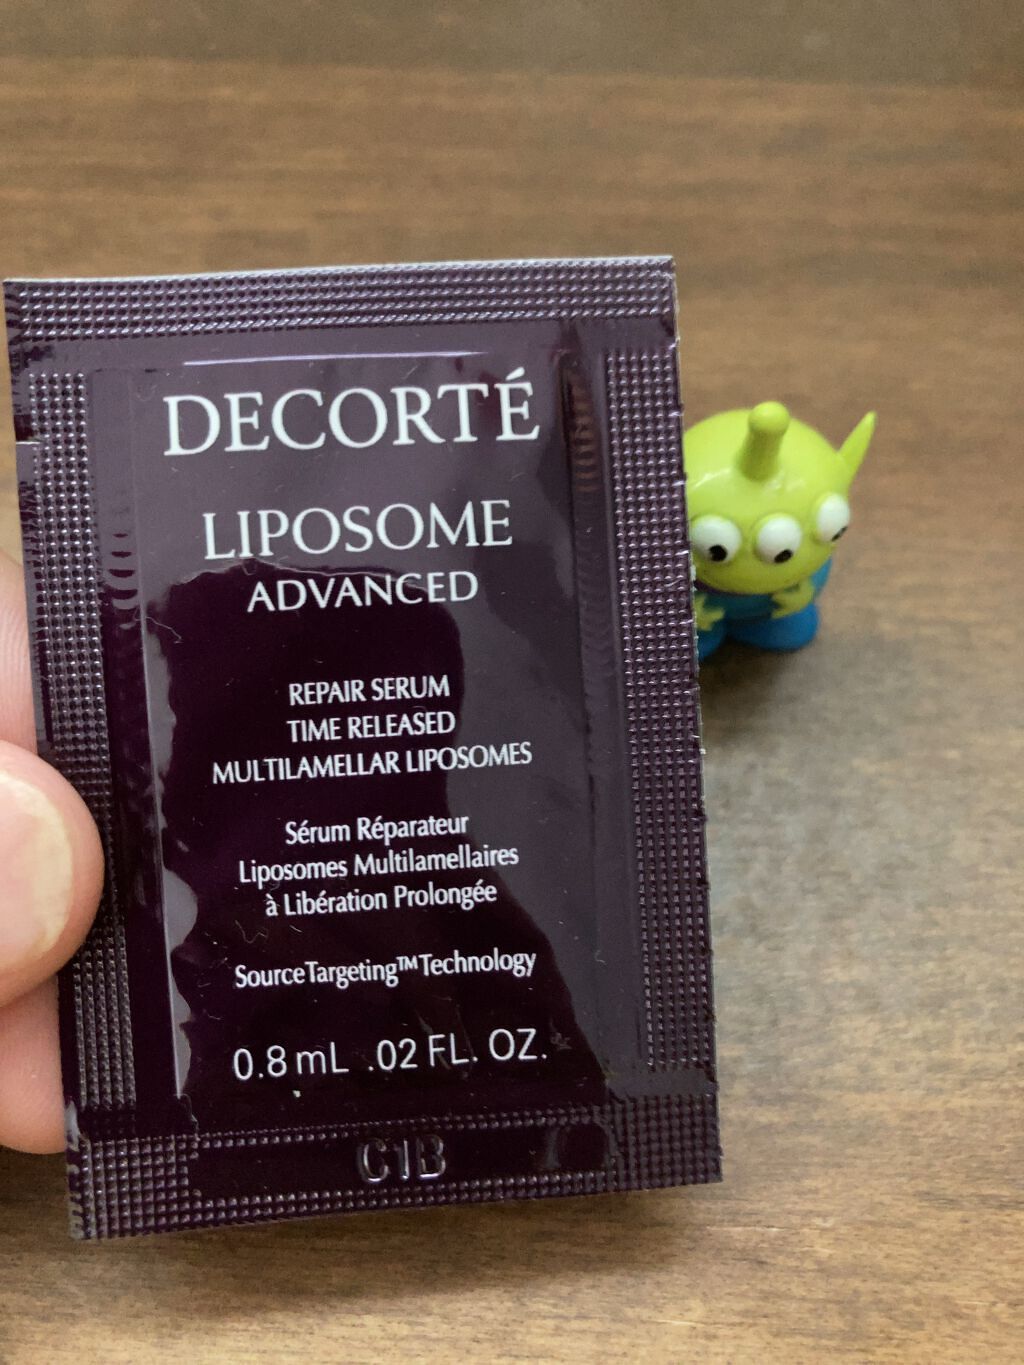 DECORTÉ
LIPOSOME
ADVANCED
REPAIR SERUM
TIME RELEASED
MULTILAMELLAR LIPOSOMES
Sérum Réparateur
Liposomes Multilamellaires
à Libération Prolongée
SourceTargeting™Technology
0.8 mL .02 FL. OZ.
C1B